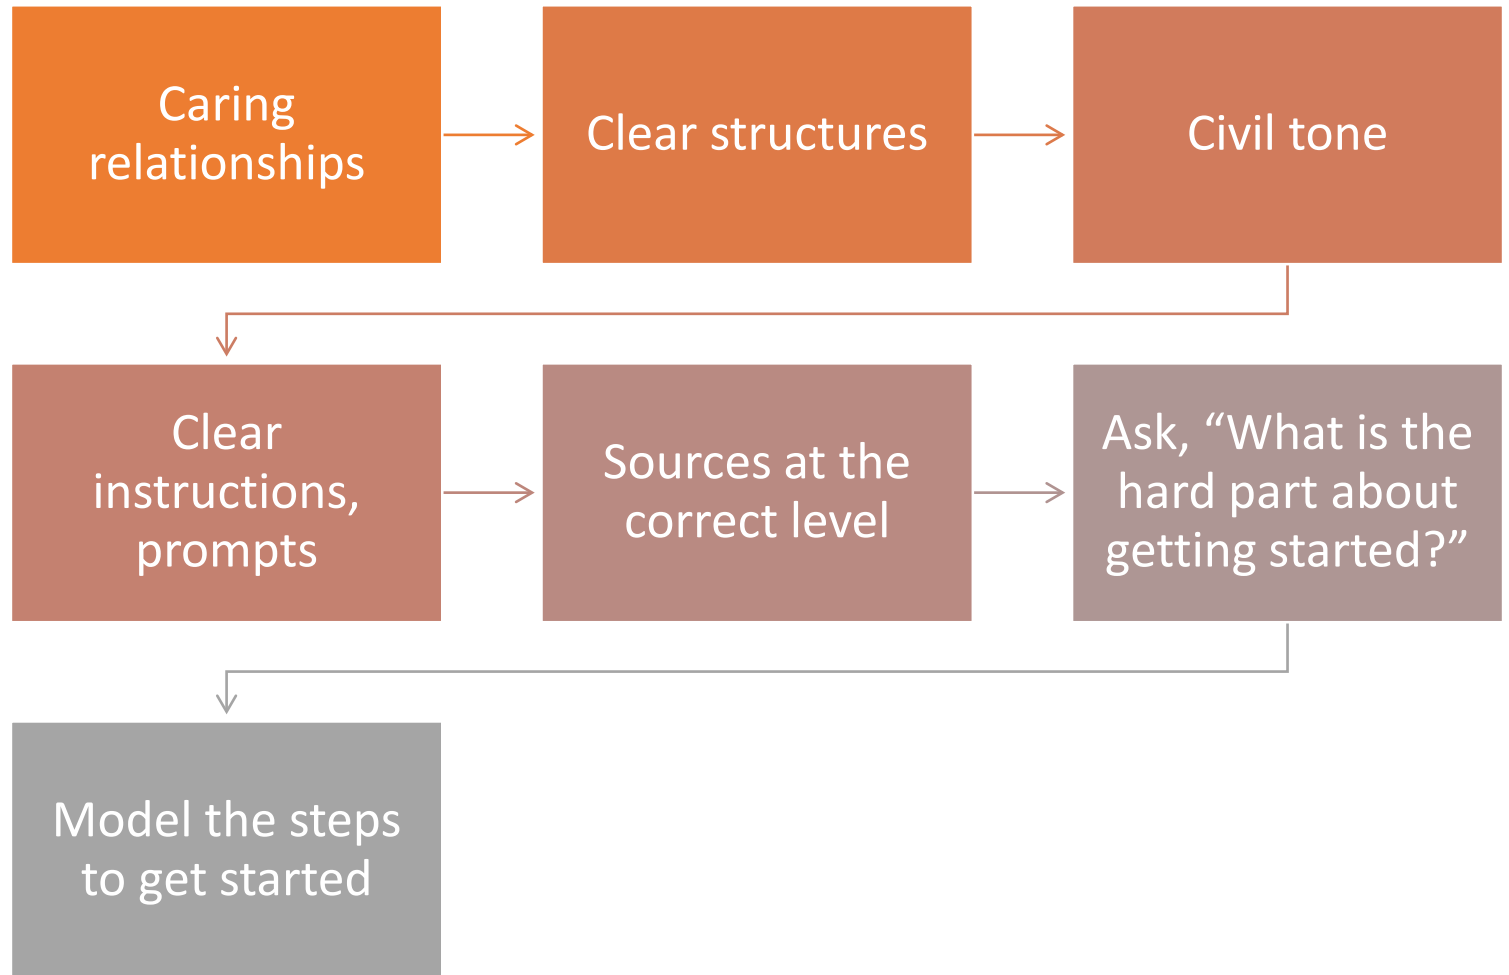 Caring
relationships
Clear structures
Civil tone
Clear
instructions,
prompts
Sources at the
correct level
Ask, “What is the
hard part about
getting started?”
Model the steps
to get started